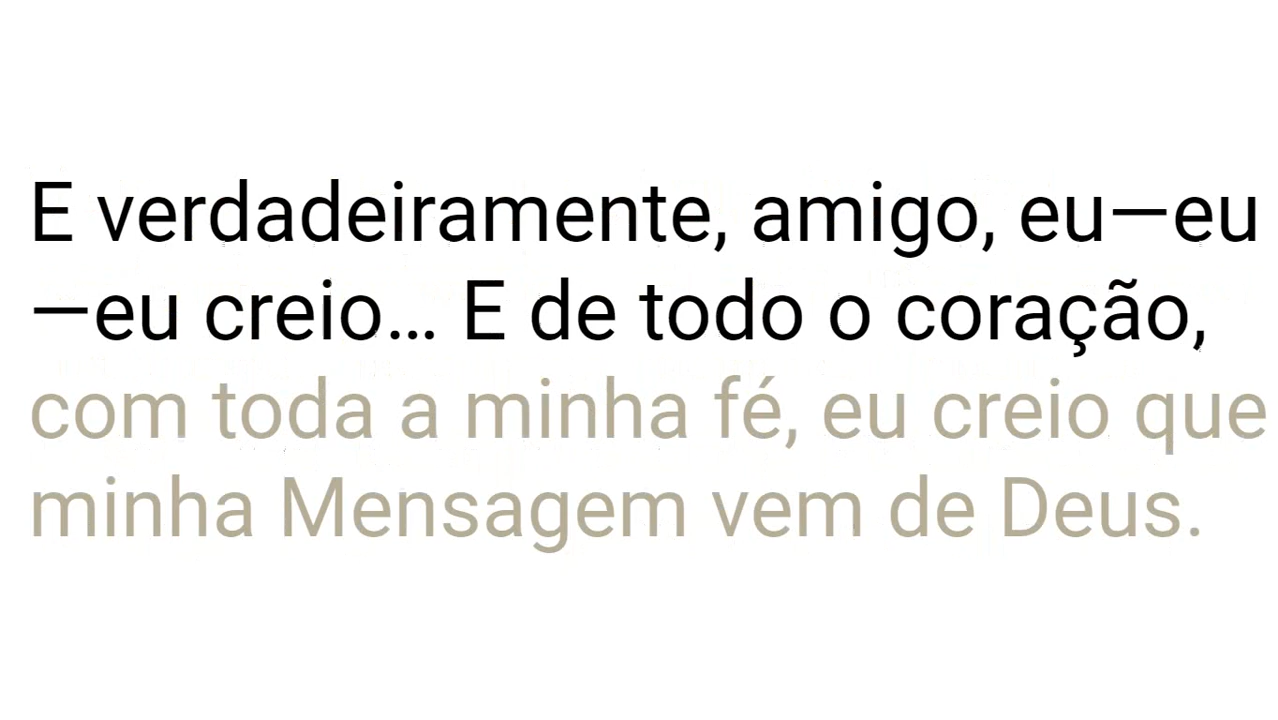 E verdadeiramente, amigo, eu—eu
—eu creio... E de todo o coração,
com toda a minha fé, eu creio que
minha Mensagem vem de Deus.